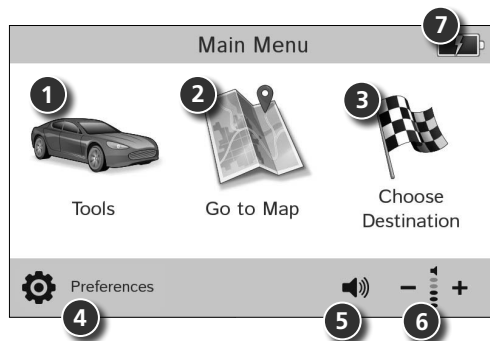 Main Menu
7
1
2
3
Tools
Go to Map
Choose
Destination
Preferences
4
5
6
− +